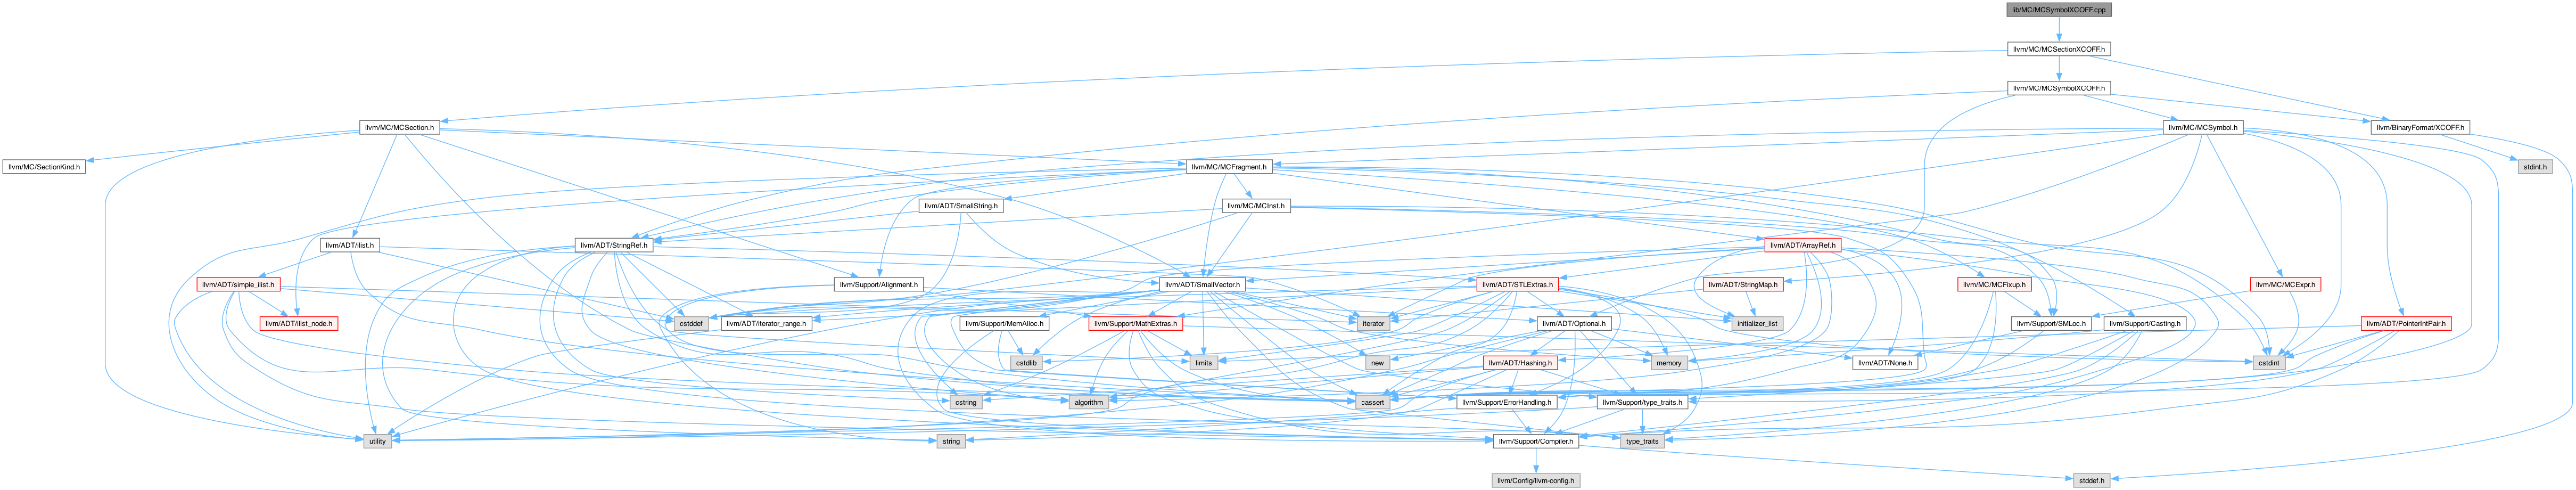 lib/MC/MCSymbolXCOFF.cpp
llvm/MC/MCSectionXCOFF.h
llvm/MC/MCSymbolXCOFF.h
llvm/MC/MCSection.h
llvm/MC/MCSymbol.h
llvm/BinaryFormat/XCOFF.h
llvm/MC/SectionKind.h
llvm/MC/MCFragment.h
stdint.h
llvm/ADT/SmallString.h
llvm/MC/MCInst.h
llvm/ADT/ilist.h
llvm/ADT/StringRef.h
llvm/ADT/ArrayRef.h
llvm/ADT/simple_ilist.h
llvm/Support/Alignment.h
llvm/ADT/SmallVector.h
llvm/ADT/STLExtras.h
llvm/ADT/StringMap.h
llvm/MC/MCFixup.h
llvm/MC/MCExpr.h
llvm/ADT/ilist_node.h
cstddef
llvm/ADT/iterator_range.h
llvm/Support/MemAlloc.h
llvm/Support/MathExtras.h
iterator
llvm/ADT/Optional.h
initializer_list
llvm/Support/SMLoc.h
llvm/Support/Casting.h
llvm/ADT/PointerIntPair.h
cstdlib
limits
new
llvm/ADT/Hashing.h
memory
llvm/ADT/None.h
cstdint
cstring
algorithm
cassert
llvm/Support/ErrorHandling.h
llvm/Support/type_traits.h
utility
string
llvm/Support/Compiler.h
type_traits
llvm/Config/llvm-config.h
stddef.h